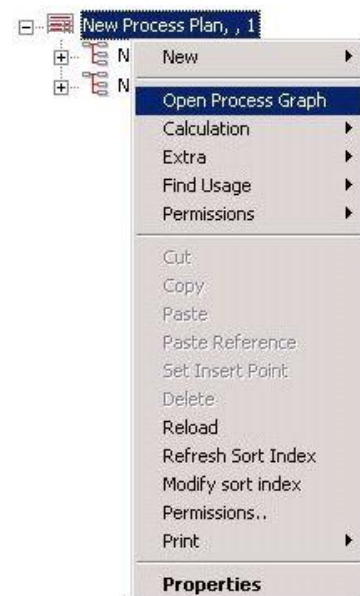 New Process Plan, , 1
N
N
New
Open Process Graph
Calculation
Extra
Find Usage
Permissions
Cut
Copy
Paste
Paste Reference
Set Insert Point
Delete
Reload
Refresh Sort Index
Modify sort index
Permissions..
Print
Properties